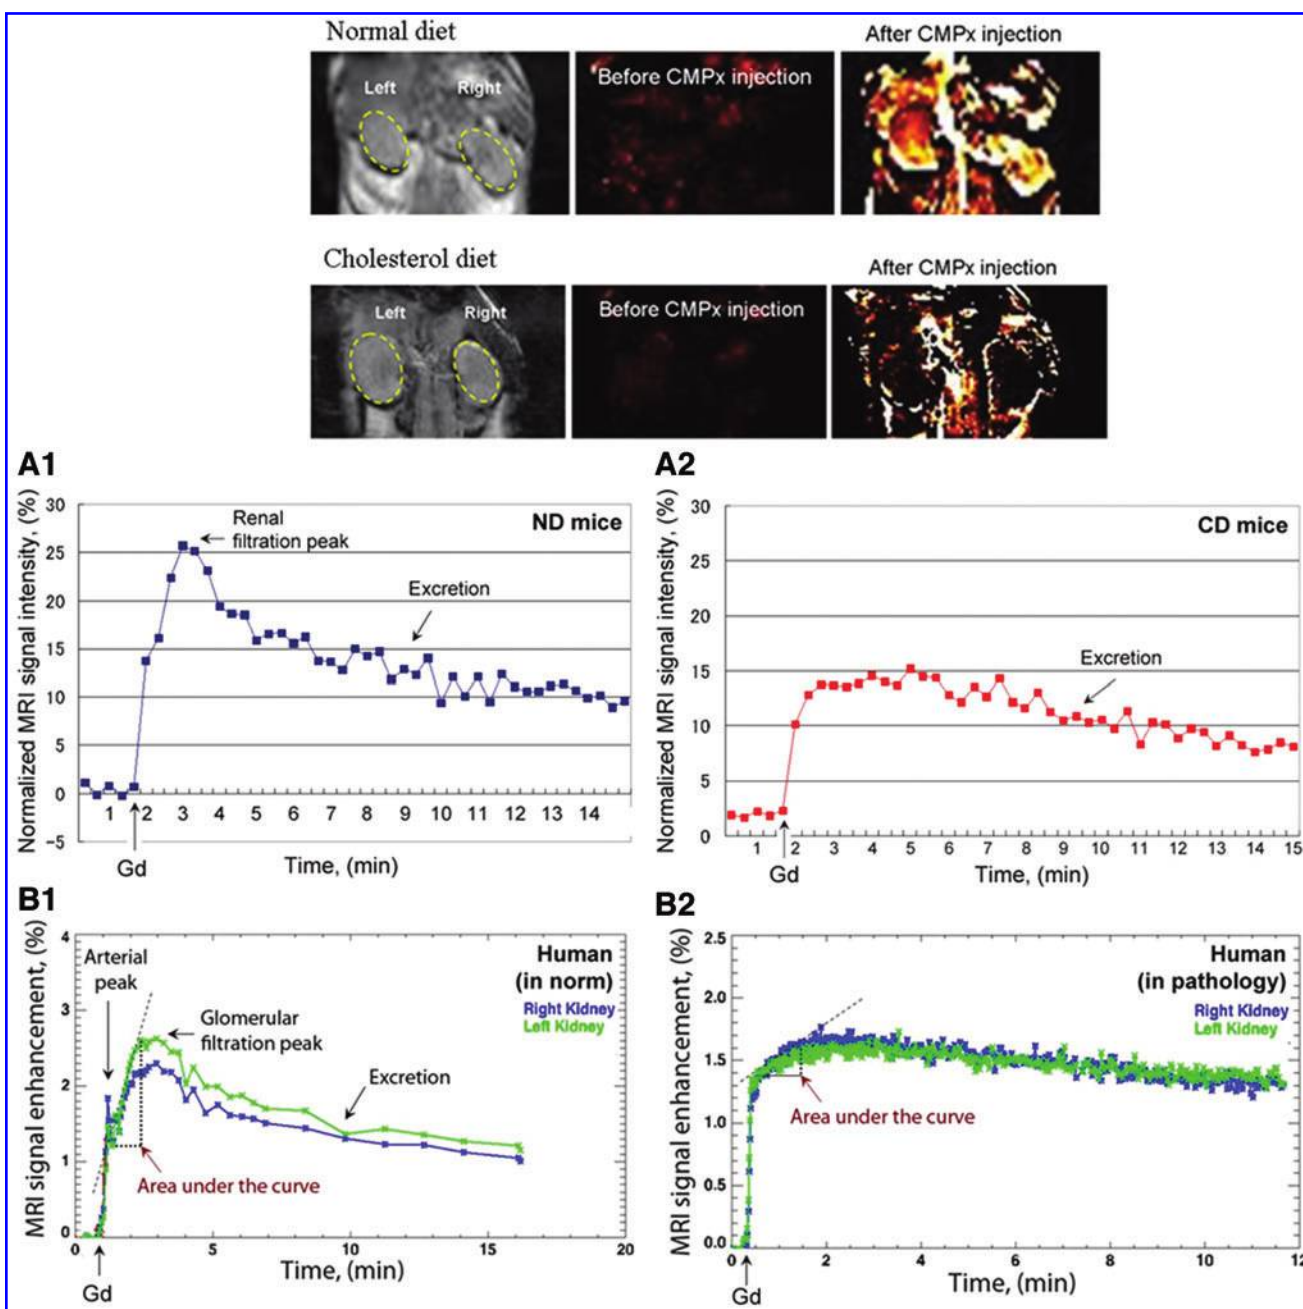 Normal diet
After CMPx injection
Left
Right
Before CMPx injection
Cholesterol diet
After CMPx injection
Left
Right
Before CMPx injection
A1
Normalized MRI signal intensity, (%)
30
25
20
15
10
5
0
−5
ND mice
Renal
filtration peak
Excretion
1 2 3 4 5 6 7 8 9 10 11 12 13 14
Gd
Time, (min)
A2
Normalized MRI signal intensity, (%)
30
25
20
15
10
5
0
CD mice
Excretion
1 2 3 4 5 6 7 8 9 10 11 12 13 14 15
Gd
Time, (min)
B1
MRI signal enhancement, (%)
4
3
2
1
0
Arterial
peak
Human
(in norm)
Right Kidney
Left Kidney
Glomerular
filtration peak
Excretion
Area under the curve
0 5 10 15 20
Time, (min)
Gd
B2
MRI signal enhancement, (%)
2.5
2.0
1.5
1.0
0.5
0.0
Human
(in pathology)
Right Kidney
Left Kidney
Area under the curve
0 2 4 6 8 10 12
Time, (min)
Gd